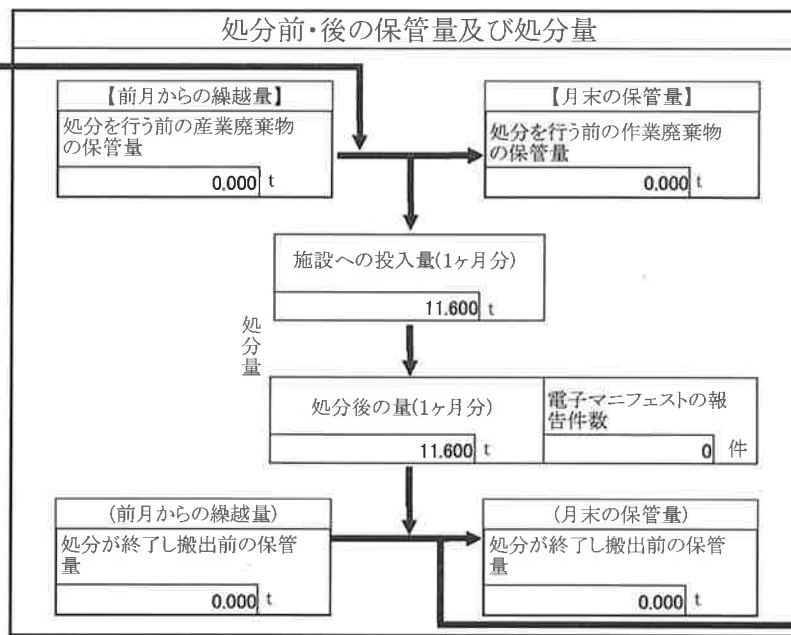 処分前・後の保管量及び処分量
【前月からの繰越量】
処分を行う前の産業廃棄物
の保管量
0.000 t
【月末の保管量】
処分を行う前の作業廃棄物
の保管量
0.000 t
施設への投入量(1ヶ月分)
11.600 t
処分量
処分後の量(1ヶ月分)
11.600 t
電子マニフェストの報
告件数
0 件
(前月からの繰越量)
処分が終了し搬出前の保管
量
0.000 t
(月末の保管量)
処分が終了し搬出前の保管
量
0.000 t